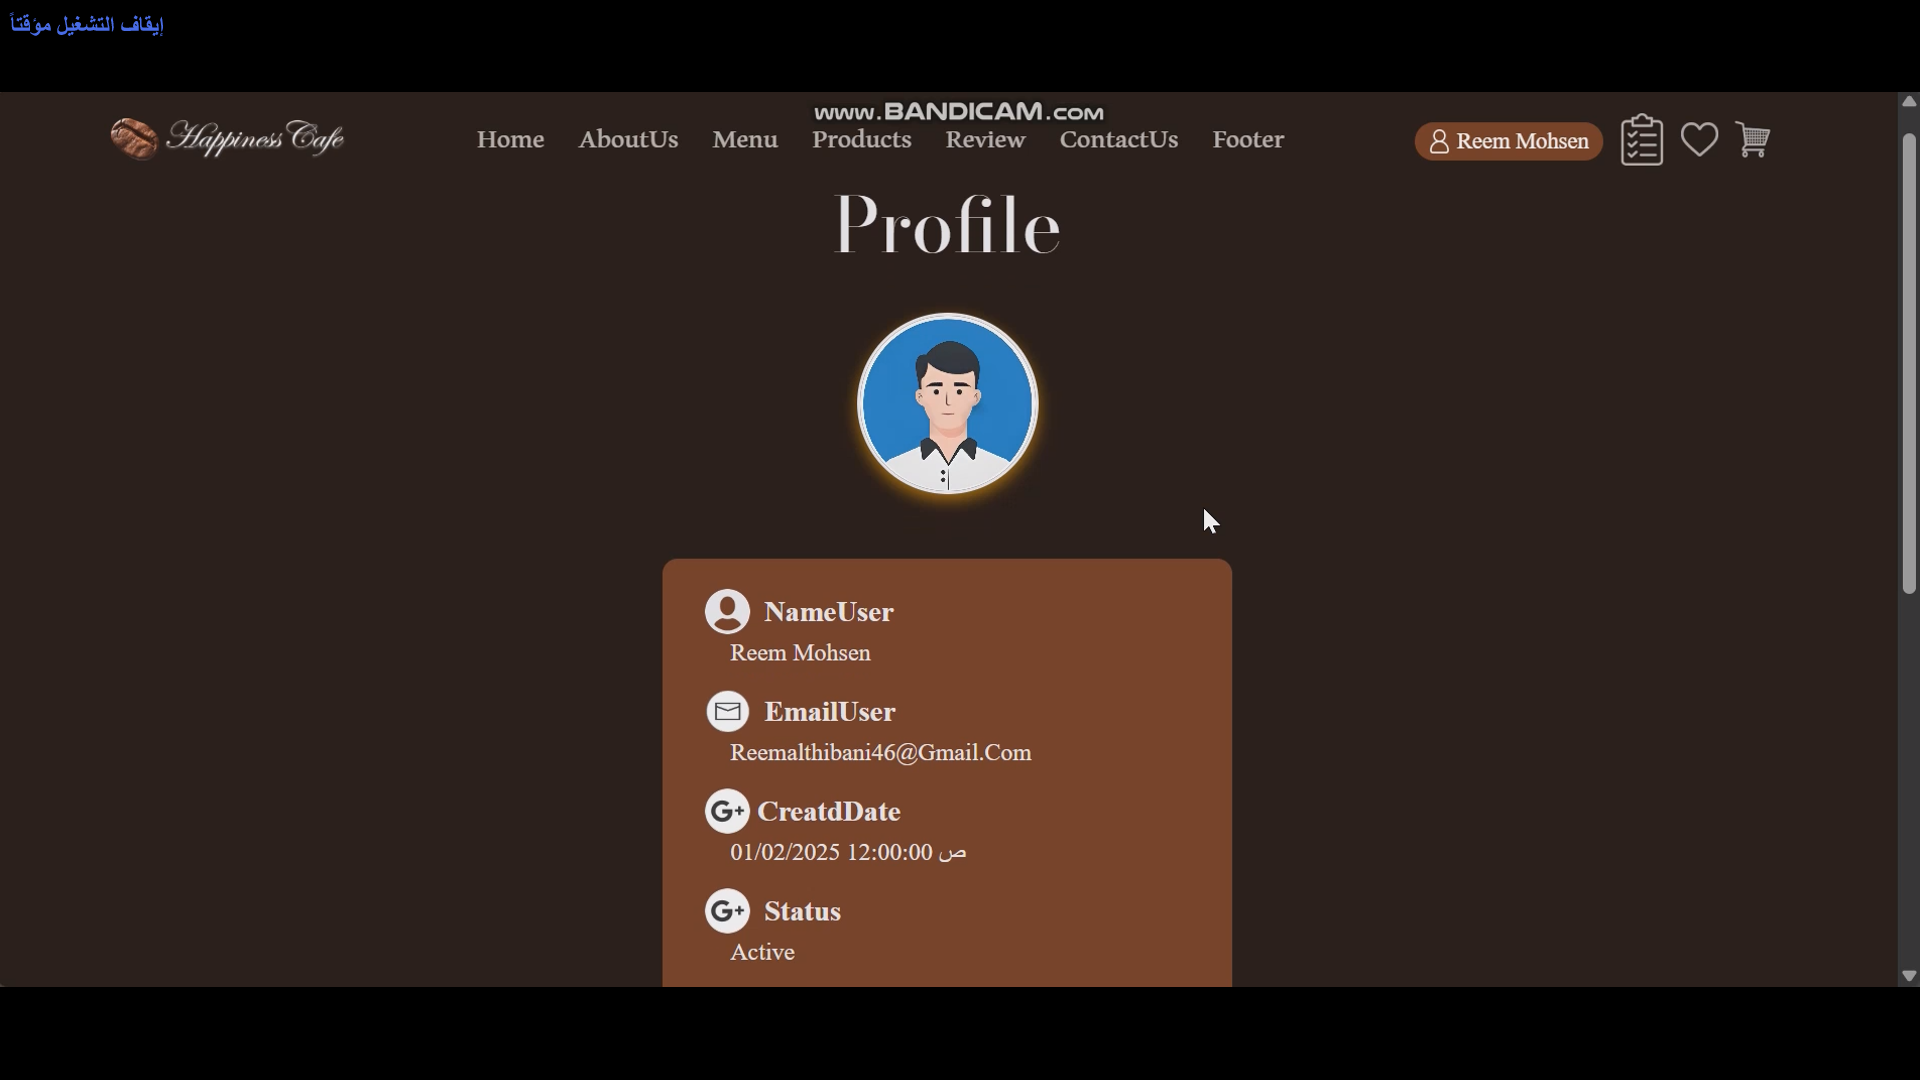 إيقاف التشغيل مؤقتاً
www.BANDICAM.com
Happiness Cafe
Home AboutUs Menu Products Review ContactUs Footer
Reem Mohsen
Profile
NameUser
Reem Mohsen
EmailUser
Reemalthibani46@Gmail.Com
G+ CreatdDate
01/02/2025 12:00:00 ص
G+ Status
Active